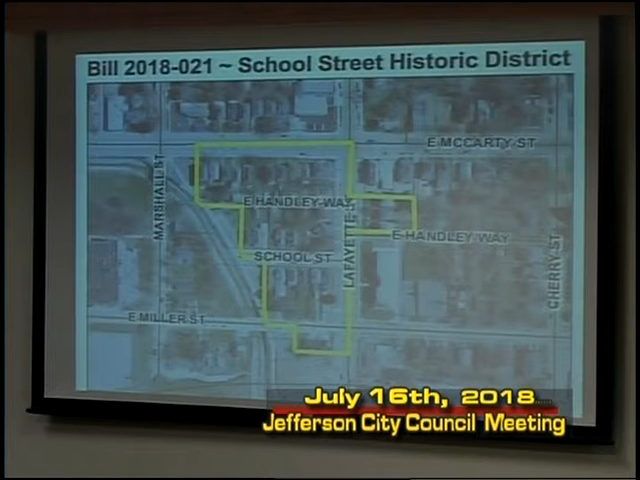 Bill 2018-021 ~ School Street Historic District
E MCCARTY ST
MARSHALL ST
E HANDLEY WAY
LAFAYETTE S
E HANDLEY WAY
SCHOOL ST
CHERRY ST
E MILLER ST
July 16th, 2018
Jefferson City Council Meeting